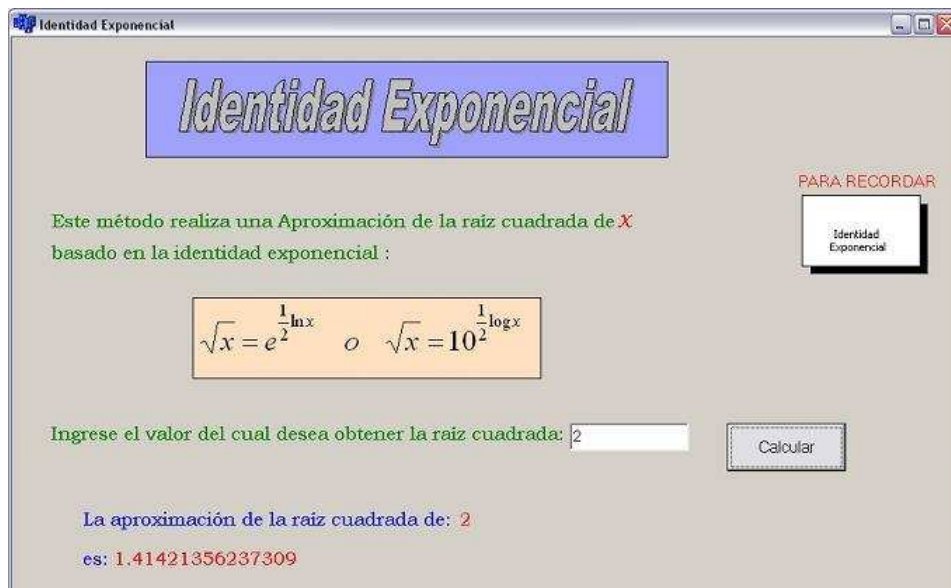 Identidad Exponencial
Identidad Exponencial
PARA RECORDAR
Identidad
Exponencial
Este método realiza una Aproximación de la raíz cuadrada de X
basado en la identidad exponencial :
√x = e^(1/2 ln x) o √x = 10^(1/2 log x)
Ingrese el valor del cual desea obtener la raiz cuadrada: 2
Calcular
La aproximación de la raíz cuadrada de: 2
es: 1.41421356237309